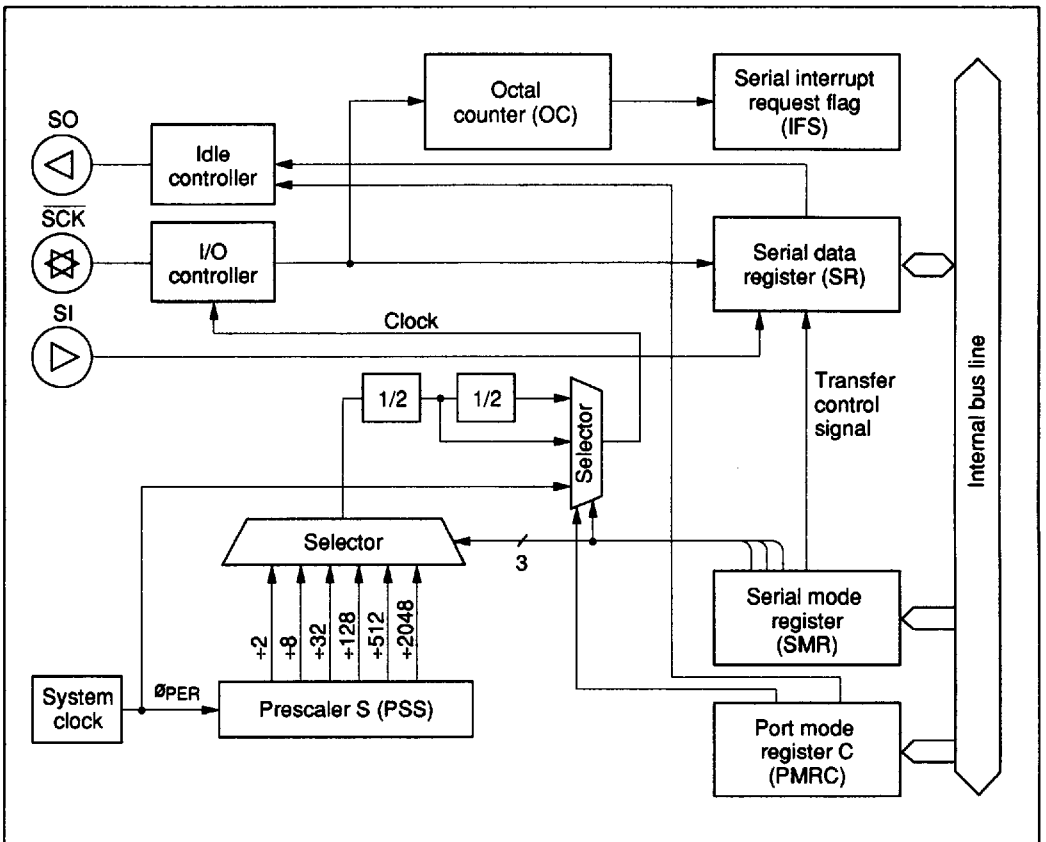 Octal
counter (OC)
Serial interrupt
request flag
(IFS)
SO
Idle
controller
SCK
I/O
controller
Serial data
register (SR)
SI
Clock
1/2
1/2
Selector
Transfer
control
signal
Internal bus line
Selector
3
÷2
÷8
÷32
÷128
÷512
÷2048
Serial mode
register
(SMR)
System
clock
ØPER
Prescaler S (PSS)
Port mode
register C
(PMRC)